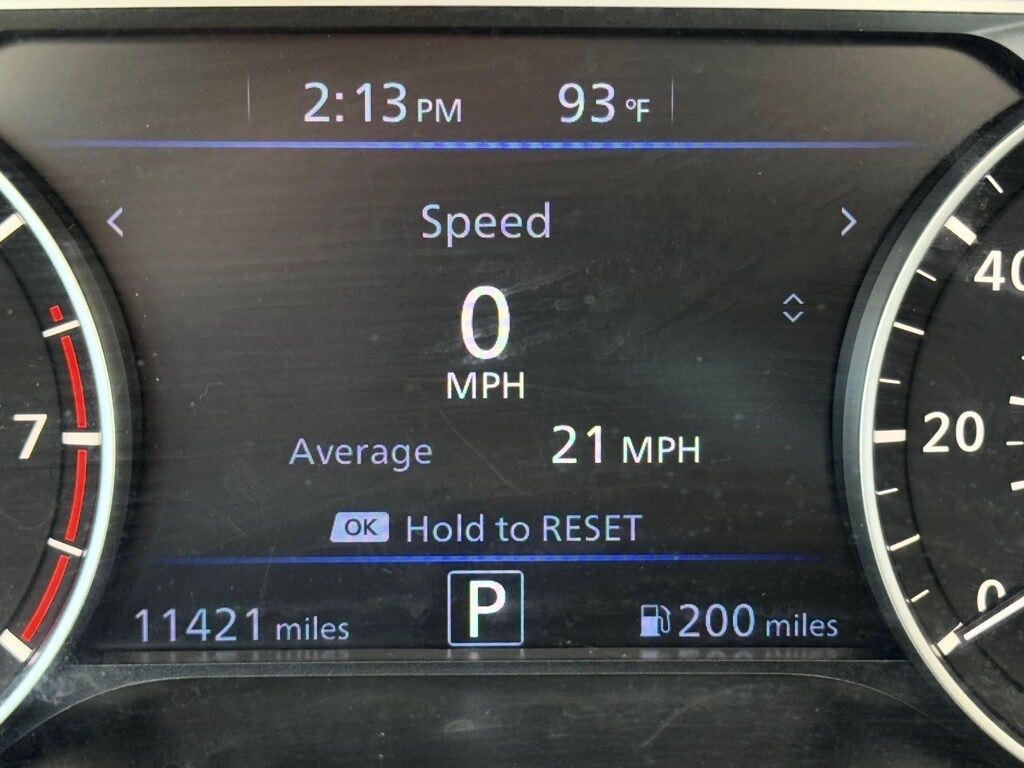 2:13 PM 93 °F
Speed
0
MPH
Average 21 MPH
OK Hold to RESET
11421 miles P 200 miles
7
40
20
0